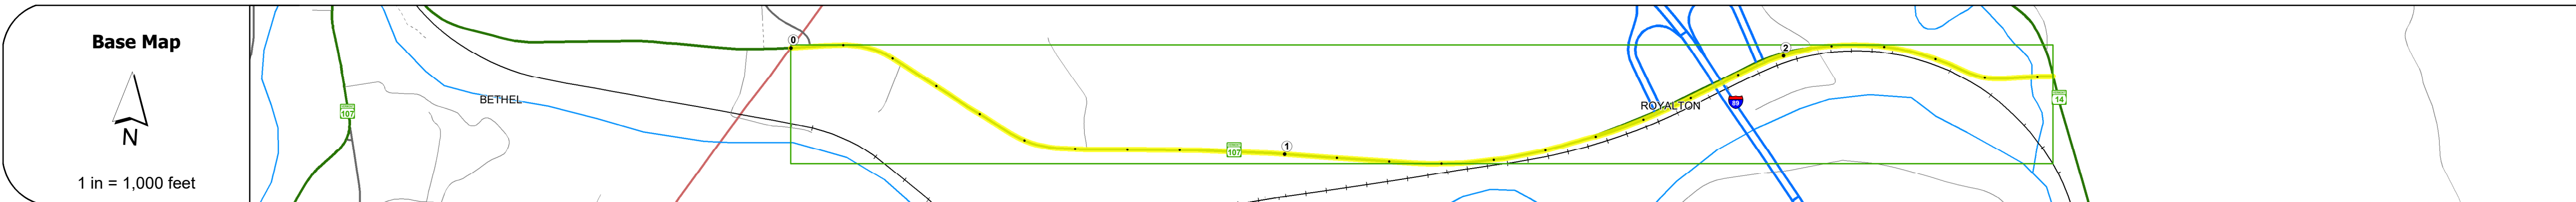 Base Map
N
1 in = 1,000 feet
107
BETHEL
0
107
1
ROYALTON
89
2
14